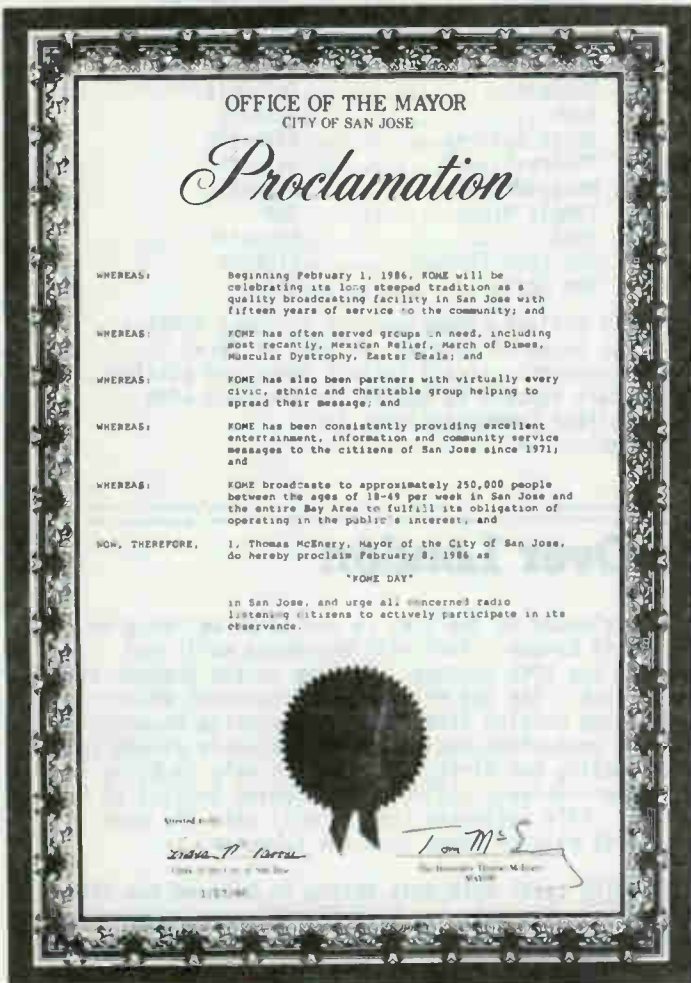 OFFICE OF THE MAYOR
CITY OF SAN JOSE
Proclamation
WHEREAS: Beginning February 1, 1986, KOME will be
celebrating its long steeped tradition as a
quality broadcasting facility in San Jose with
fifteen years of service to the community; and
WHEREAS: KOME has often served groups in need, including
most recently, Mexican Relief, March of Dimes,
Muscular Dystrophy, Easter Seals; and
WHEREAS: KOME has also been partners with virtually every
civic, ethnic and charitable group helping to
spread their message; and
WHEREAS: KOME has been consistently providing excellent
entertainment, information and community service
messages to the citizens of San Jose since 1971;
and
WHEREAS: KOME broadcasts to approximately 250,000 people
between the ages of 18-49 per week in San Jose and
the entire Bay Area to fulfill its obligation of
operating in the public's interest, and
NOW, THEREFORE, I, Thomas McEnery, Mayor of the City of San Jose,
do hereby proclaim February 8, 1986 as
"KOME DAY"
in San Jose, and urge all concerned radio
listening citizens to actively participate in its
observance.
Tom McE
The Honorable Thomas McEnery
MAYOR